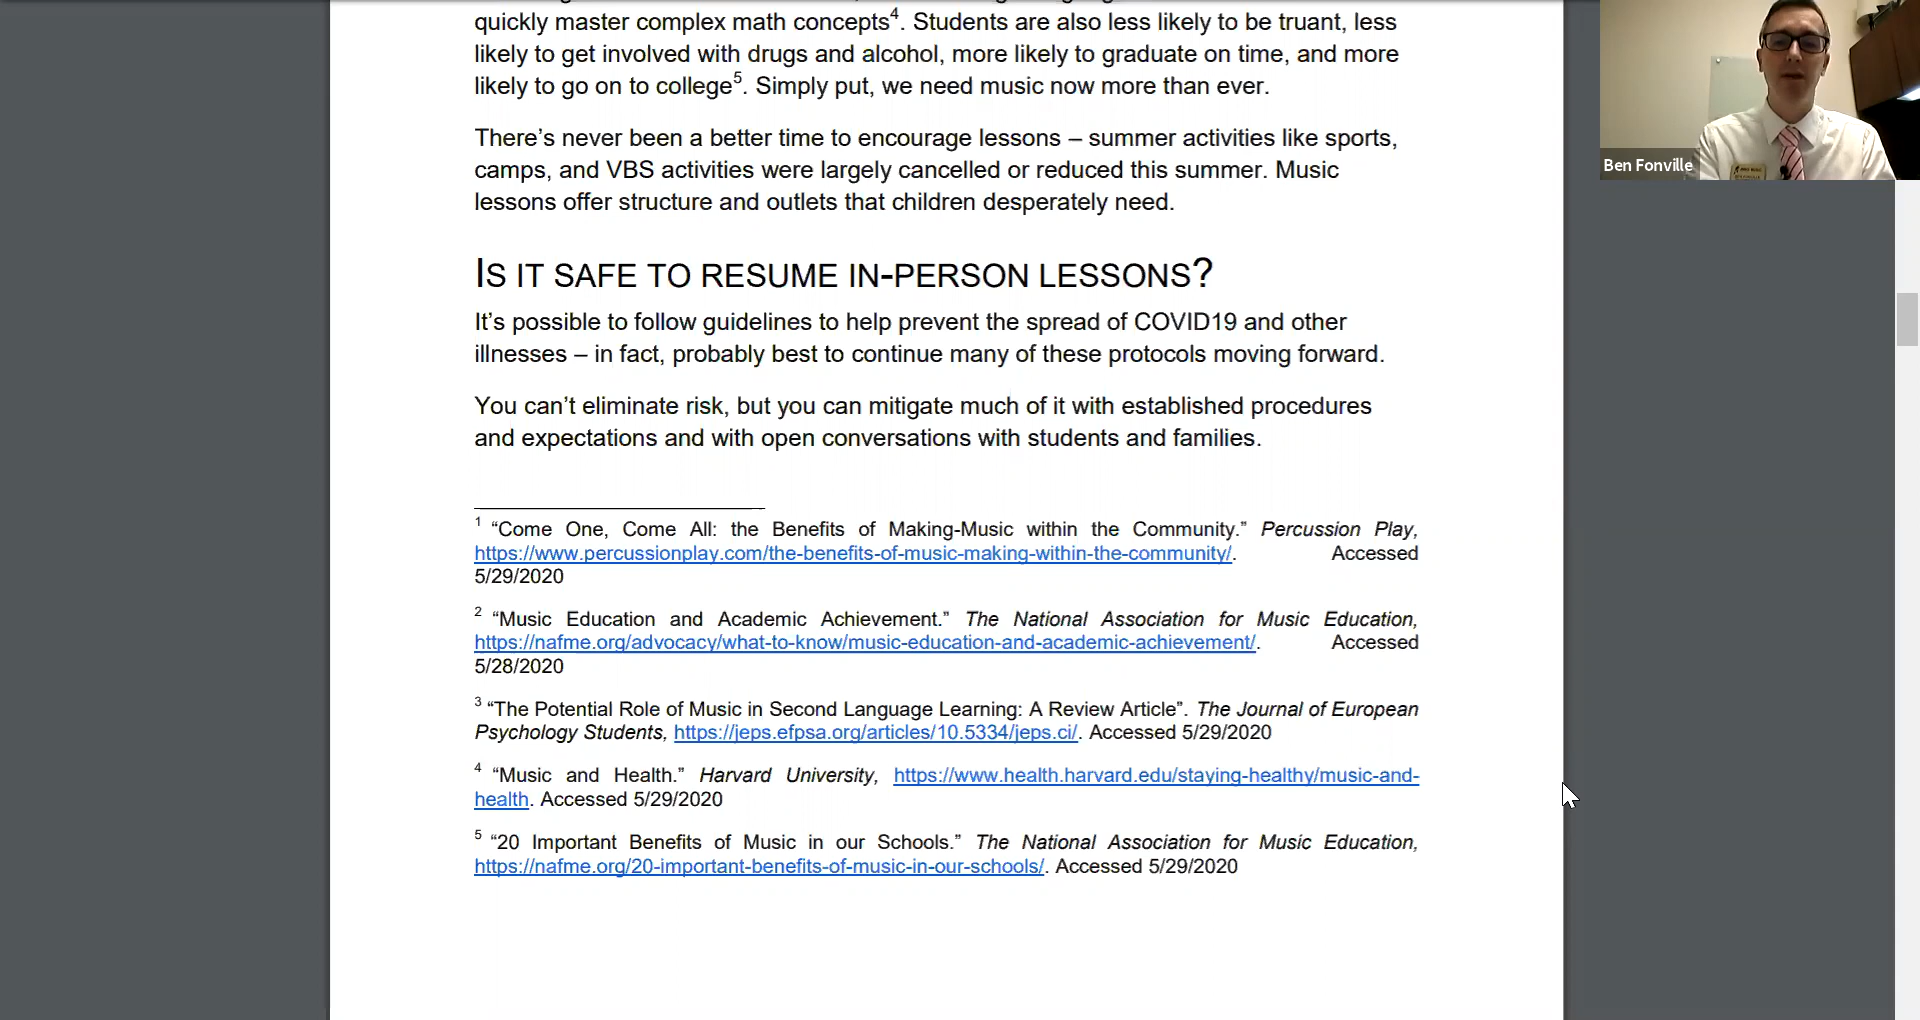 quickly master complex math concepts4. Students are also less likely to be truant, less
likely to get involved with drugs and alcohol, more likely to graduate on time, and more
likely to go on to college5. Simply put, we need music now more than ever.
There’s never been a better time to encourage lessons – summer activities like sports,
camps, and VBS activities were largely cancelled or reduced this summer. Music
lessons offer structure and outlets that children desperately need.
IS IT SAFE TO RESUME IN-PERSON LESSONS?
It’s possible to follow guidelines to help prevent the spread of COVID19 and other
illnesses – in fact, probably best to continue many of these protocols moving forward.
You can’t eliminate risk, but you can mitigate much of it with established procedures
and expectations and with open conversations with students and families.
1 “Come One, Come All: the Benefits of Making-Music within the Community.” Percussion Play,
https://www.percussionplay.com/the-benefits-of-music-making-within-the-community/. Accessed
5/29/2020
2 “Music Education and Academic Achievement.” The National Association for Music Education,
https://nafme.org/advocacy/what-to-know/music-education-and-academic-achievement/. Accessed
5/28/2020
3 “The Potential Role of Music in Second Language Learning: A Review Article”. The Journal of European
Psychology Students, https://jeps.efpsa.org/articles/10.5334/jeps.ci/. Accessed 5/29/2020
4 “Music and Health.” Harvard University, https://www.health.harvard.edu/staying-healthy/music-and-
health. Accessed 5/29/2020
5 “20 Important Benefits of Music in our Schools.” The National Association for Music Education,
https://nafme.org/20-important-benefits-of-music-in-our-schools/. Accessed 5/29/2020
Ben Fonville